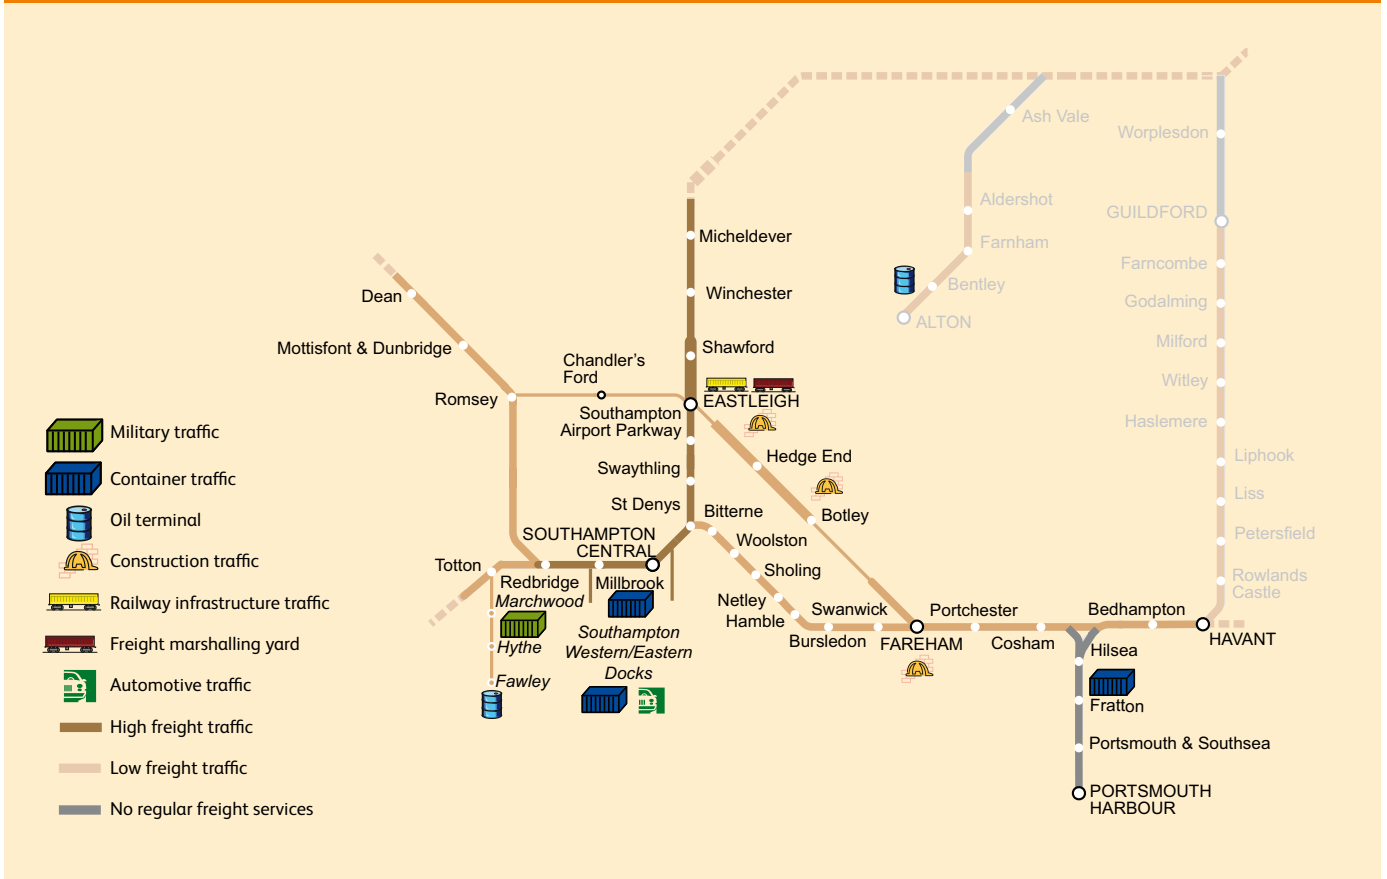 Ash Vale
Worplesdon
Aldershot
GUILDFORD
Farnham
Farncombe
Bentley
Godalming
ALTON
Milford
Witley
Haslemere
Liphook
Liss
Petersfield
Rowlands
Castle
Micheldever
Winchester
Shawford
Dean
Mottisfont & Dunbridge
Romsey
Chandler's
Ford
EASTLEIGH
Southampton
Airport Parkway
Swaythling
St Denys
Hedge End
Botley
Bitterne
Woolston
Sholing
Netley
Hamble
Bursledon
Swanwick
FAREHAM
Portchester
Cosham
Bedhampton
HAVANT
Hilsea
Fratton
Portsmouth & Southsea
PORTSMOUTH
HARBOUR
SOUTHAMPTON
CENTRAL
Totton
Redbridge
Millbrook
Marchwood
Hythe
Fawley
Southampton
Western/Eastern
Docks
Military traffic
Container traffic
Oil terminal
Construction traffic
Railway infrastructure traffic
Freight marshalling yard
Automotive traffic
High freight traffic
Low freight traffic
No regular freight services